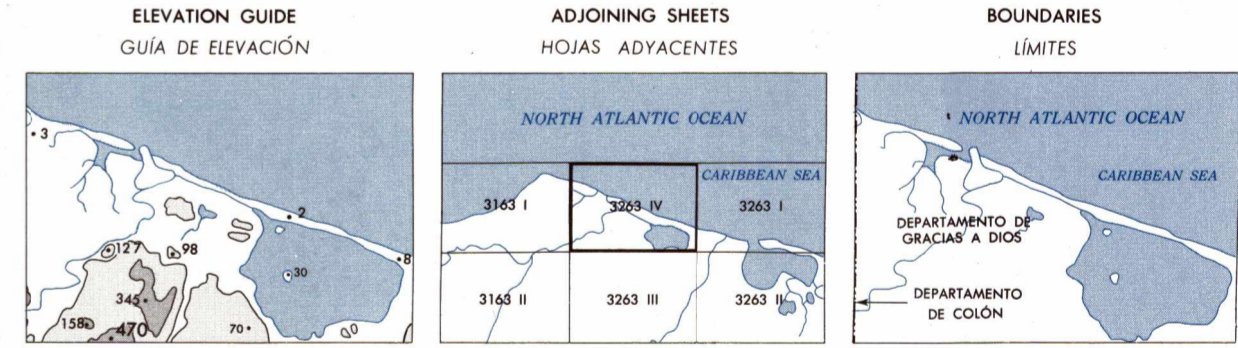 ELEVATION GUIDE
GUÍA DE ELEVACIÓN
3
2
127
98
8
30
345
158
470
70
ADJOINING SHEETS
HOJAS ADYACENTES
NORTH ATLANTIC OCEAN
CARIBBEAN SEA
3163 I
3263 IV
3263 I
3163 II
3263 III
3263 II
BOUNDARIES
LÍMITES
NORTH ATLANTIC OCEAN
CARIBBEAN SEA
DEPARTAMENTO DE
GRACIAS A DIOS
DEPARTAMENTO
DE COLÓN